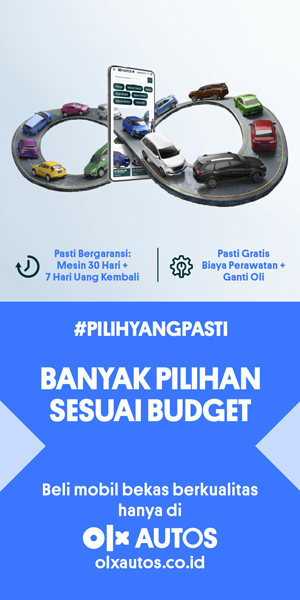 Pasti Bergaransi:
Mesin 30 Hari +
7 Hari Uang Kembali
Pasti Gratis
Biaya Perawatan +
Ganti Oli
#PILIHYANGPASTI
BANYAK PILIHAN
SESUAI BUDGET
Beli mobil bekas berkualitas
hanya di
olx AUTOS
olxautos.co.id